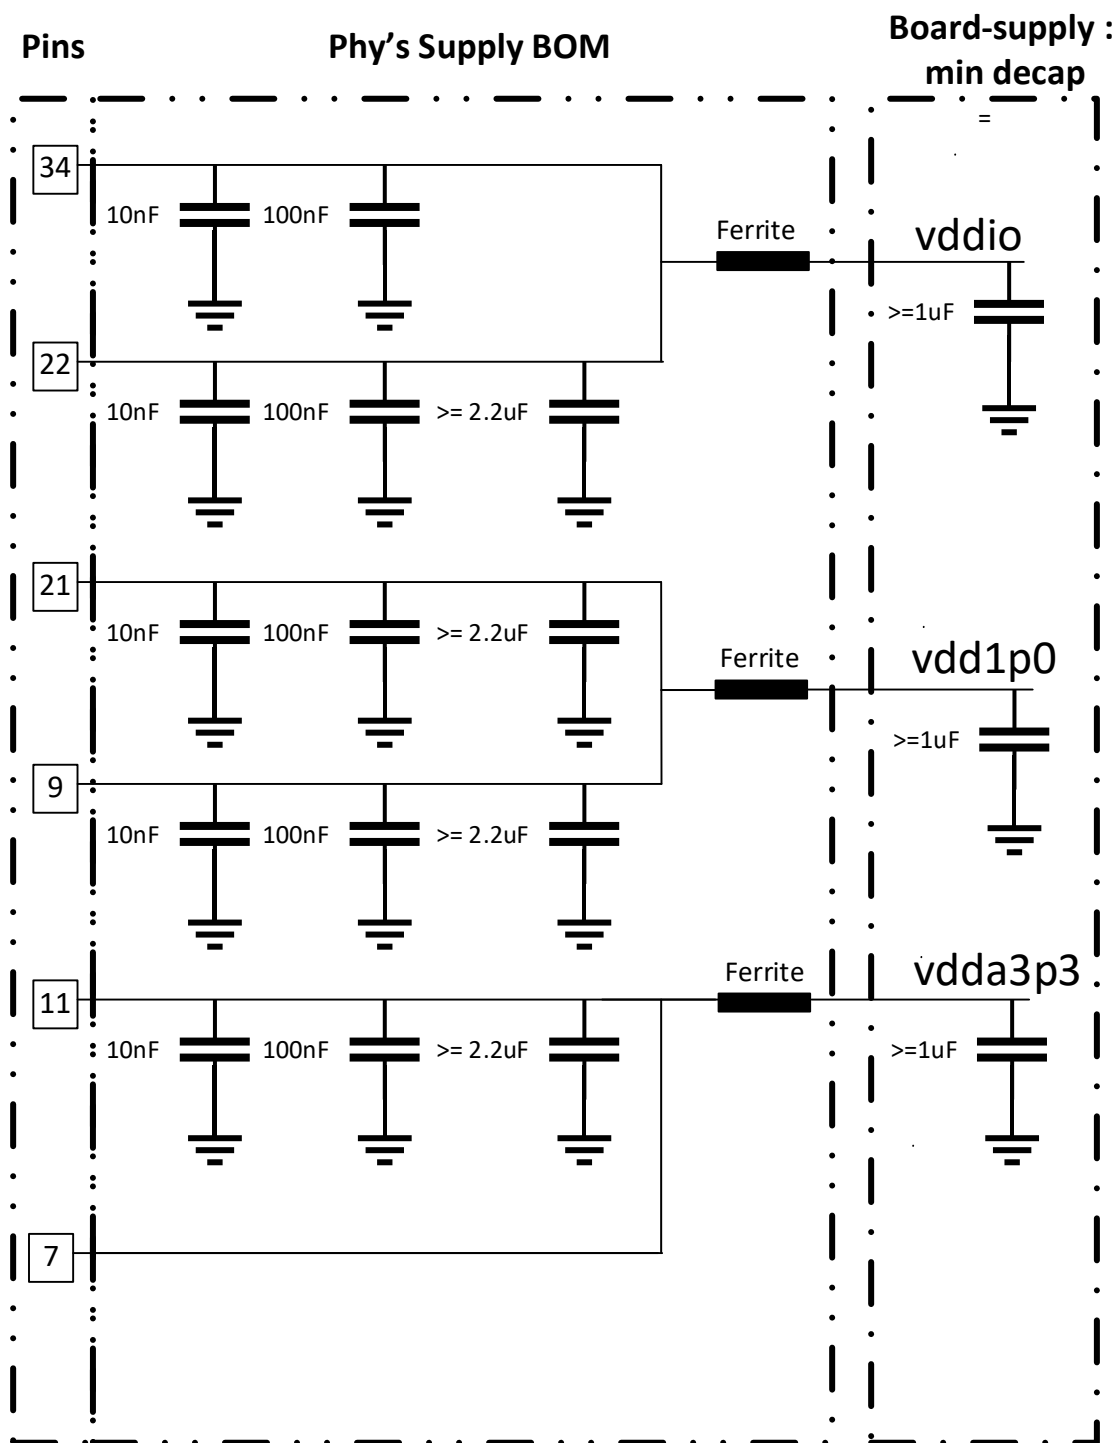 Pins
Phy’s Supply BOM
Board-supply :
min decap
=
34
10nF
100nF
Ferrite
vddio
>=1uF
22
10nF
100nF
>= 2.2uF
21
10nF
100nF
>= 2.2uF
Ferrite
vdd1p0
>=1uF
9
10nF
100nF
>= 2.2uF
11
Ferrite
vdda3p3
10nF
100nF
>= 2.2uF
>=1uF
7